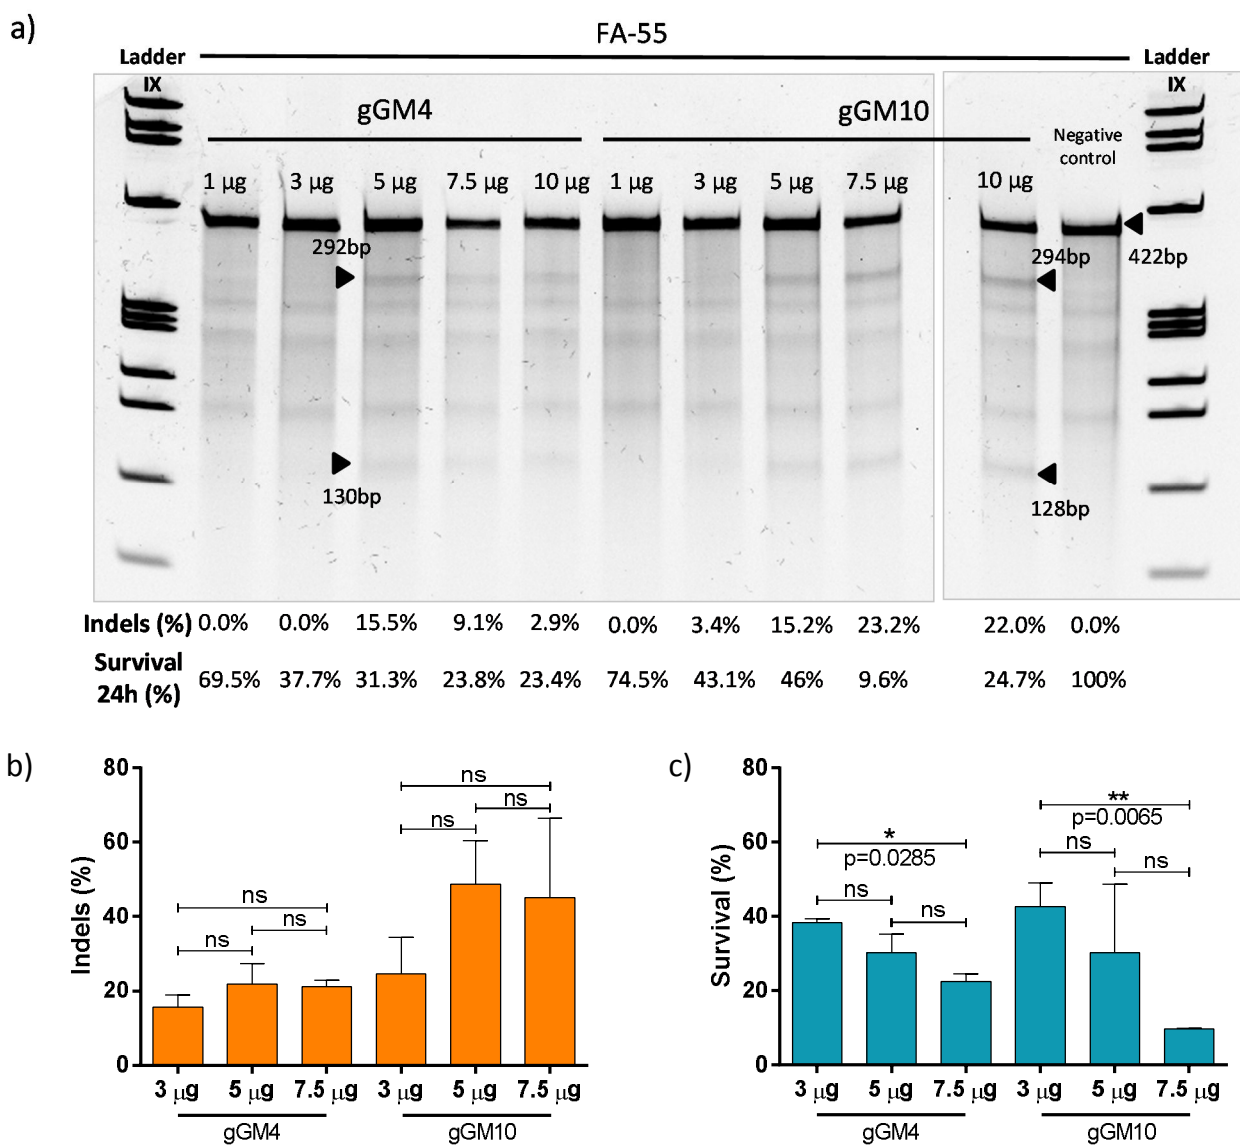 a)
FA-55
Ladder
IX
Ladder
IX
gGM4
gGM10
Negative
control
1 µg
3 µg
5 µg
7.5 µg
10 µg
1 µg
3 µg
5 µg
7.5 µg
10 µg
292bp
294bp
422bp
130bp
128bp
Indels (%) 0.0% 0.0% 15.5% 9.1% 2.9% 0.0% 3.4% 15.2% 23.2% 22.0% 0.0%
Survival
24h (%) 69.5% 37.7% 31.3% 23.8% 23.4% 74.5% 43.1% 46% 9.6% 24.7% 100%
b)
Indels (%)
80
60
40
20
0
ns
ns
ns
ns
ns
ns
3 µg
5 µg
7.5 µg
3 µg
5 µg
7.5 µg
gGM4
gGM10
c)
Survival (%)
80
60
40
20
0
*
p=0.0285
ns
ns
**
p=0.0065
ns
ns
3 µg
5 µg
7.5 µg
3 µg
5 µg
7.5 µg
gGM4
gGM10